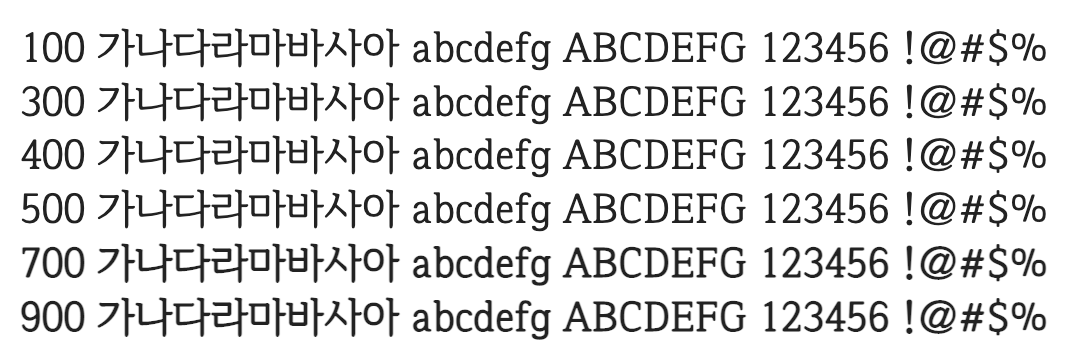 100 가나다라마바사아 abcdefg ABCDEFG 123456 !@#$%
300 가나다라마바사아 abcdefg ABCDEFG 123456 !@#$%
400 가나다라마바사아 abcdefg ABCDEFG 123456 !@#$%
500 가나다라마바사아 abcdefg ABCDEFG 123456 !@#$%
700 가나다라마바사아 abcdefg ABCDEFG 123456 !@#$%
900 가나다라마바사아 abcdefg ABCDEFG 123456 !@#$%